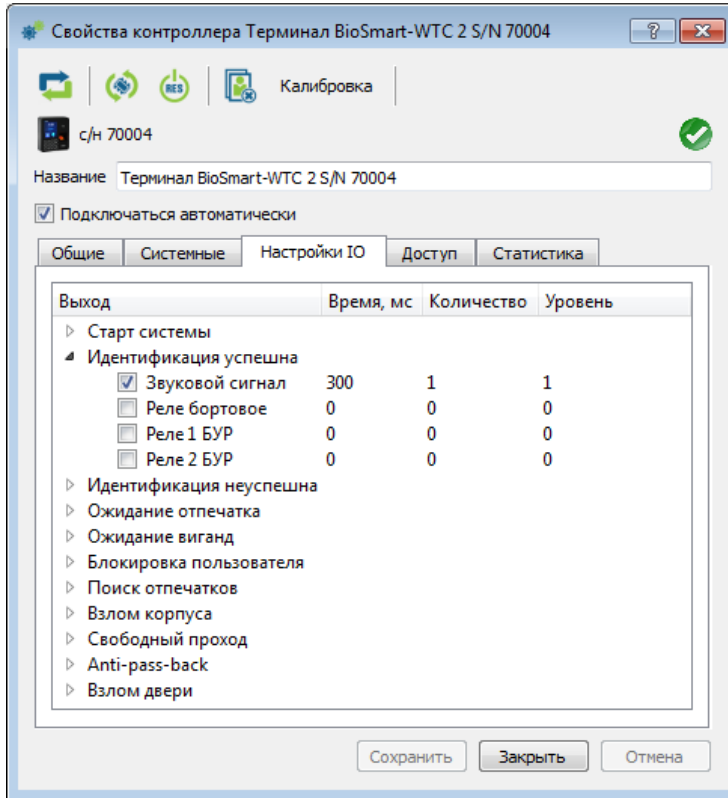 Свойства контроллера Терминал BioSmart-WTC 2 S/N 70004
RES Калибровка
с/н 70004
Название Терминал BioSmart-WTC 2 S/N 70004
Подключаться автоматически
Общие Системные Настройки IO Доступ Статистика
Выход Время, мс Количество Уровень
Старт системы
Идентификация успешна
Звуковой сигнал 300 1 1
Реле бортовое 0 0 0
Реле 1 БУР 0 0 0
Реле 2 БУР 0 0 0
Идентификация неуспешна
Ожидание отпечатка
Ожидание виганд
Блокировка пользователя
Поиск отпечатков
Взлом корпуса
Свободный проход
Anti-pass-back
Взлом двери
Сохранить Закрыть Отмена